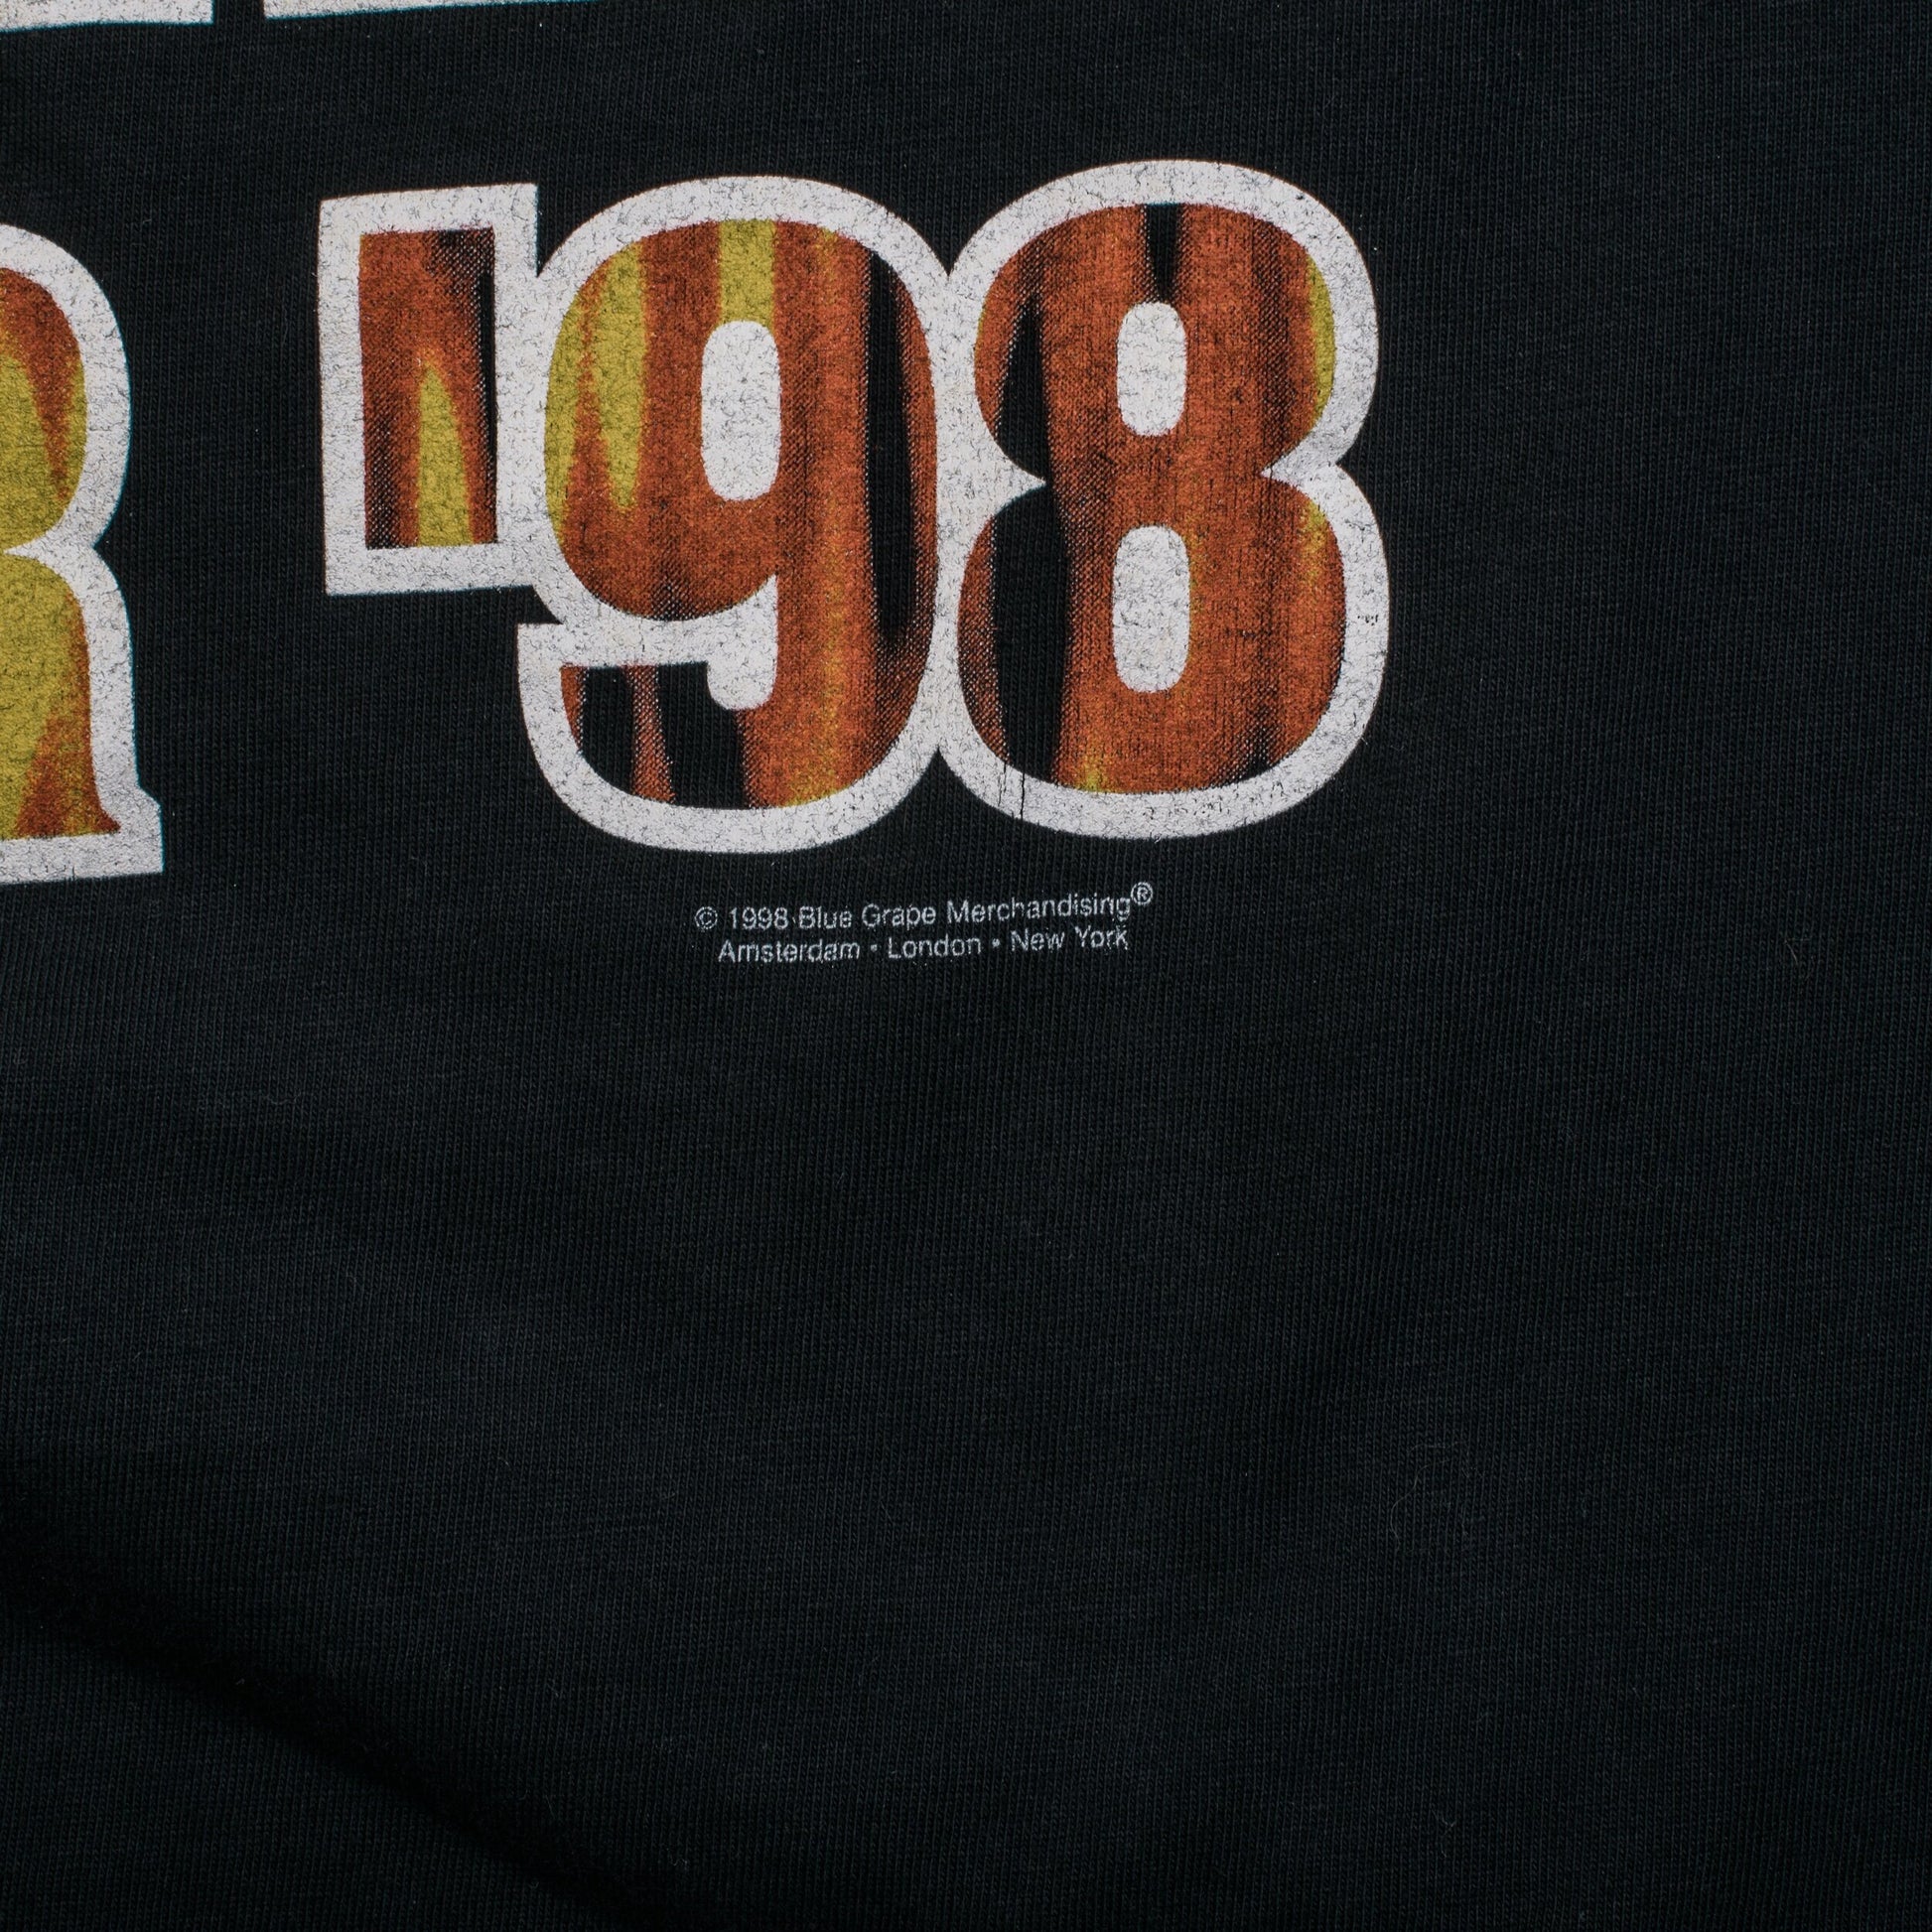 R '98
© 1998 Blue Grape Merchandising®
Amsterdam • London • New York